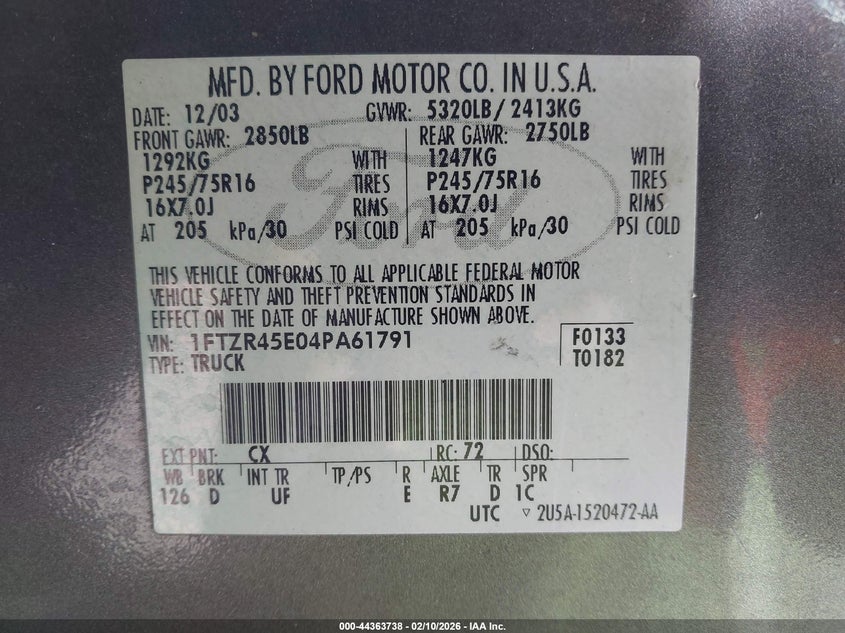 MFD. BY FORD MOTOR CO. IN U.S.A.
DATE: 12/03 GVWR: 5320LB/ 2413KG
FRONT GAWR: 2850LB REAR GAWR: 2750LB
1292KG WITH 1247KG WITH
P245/75R16 TIRES P245/75R16 TIRES
16X7.0J RIMS 16X7.0J RIMS
AT 205 kPa/30 PSI COLD AT 205 kPa/30 PSI COLD
Ford
THIS VEHICLE CONFORMS TO ALL APPLICABLE FEDERAL MOTOR
VEHICLE SAFETY AND THEFT PREVENTION STANDARDS IN
EFFECT ON THE DATE OF MANUFACTURE SHOWN ABOVE.
VIN: 1FTZR45E04PA61791 F0133
TYPE: TRUCK T0182
EXT PNT: CX RC: 72 DSO:
WB BRK INT TR TP/PS R AXLE TR SPR
126 D UF E R7 D 1C
UTC ▽ 2U5A-1520472-AA
000-44363738 - 02/10/2026 - IAA Inc.